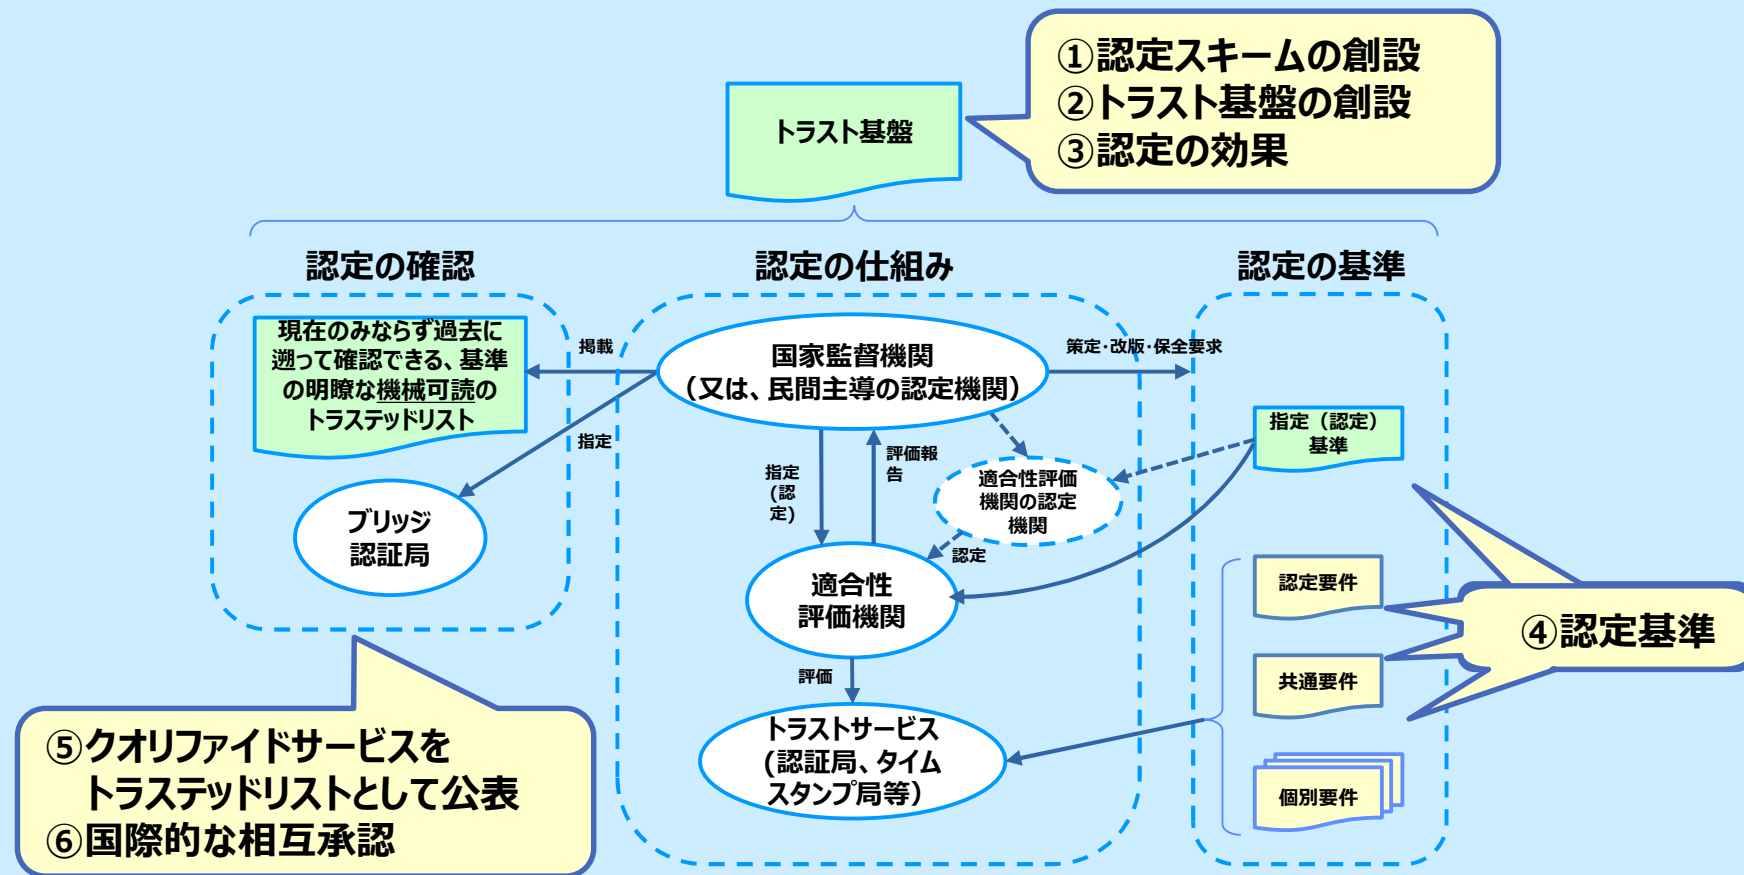 ①認定スキームの創設
②トラスト基盤の創設
③認定の効果
トラスト基盤
認定の確認
認定の仕組み
認定の基準
現在のみならず過去に
遡って確認できる、基準
の明瞭な機械可読の
トラステッドリスト
掲載
国家監督機関
（又は、民間主導の認定機関）
策定・改版・保全要求
指定
ブリッジ
認証局
指定
(認
定)
評価報
告
適合性評価
機関の認定
機関
認定
指定（認定）
基準
適合性
評価機関
評価
トラストサービス
(認証局、タイム
スタンプ局等）
認定要件
共通要件
個別要件
④認定基準
⑤クオリファイドサービスを
トラステッドリストとして公表
⑥国際的な相互承認